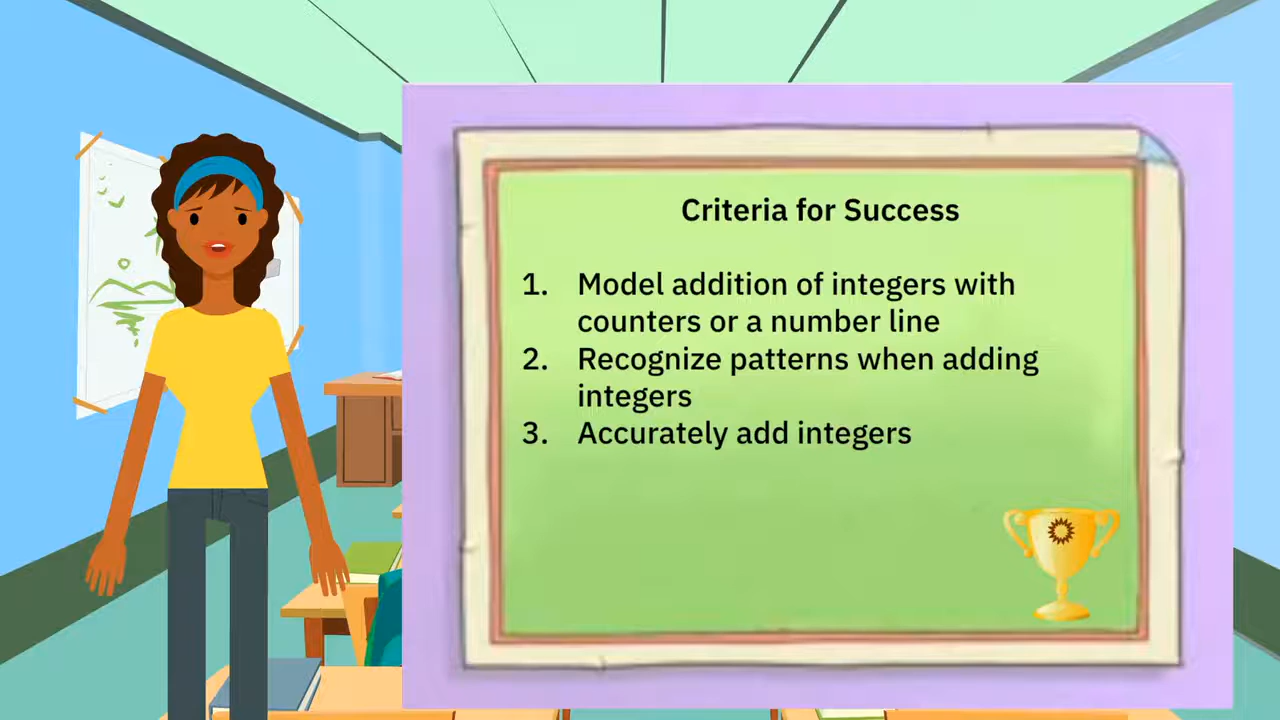 Criteria for Success
1. Model addition of integers with
counters or a number line
2. Recognize patterns when adding
integers
3. Accurately add integers